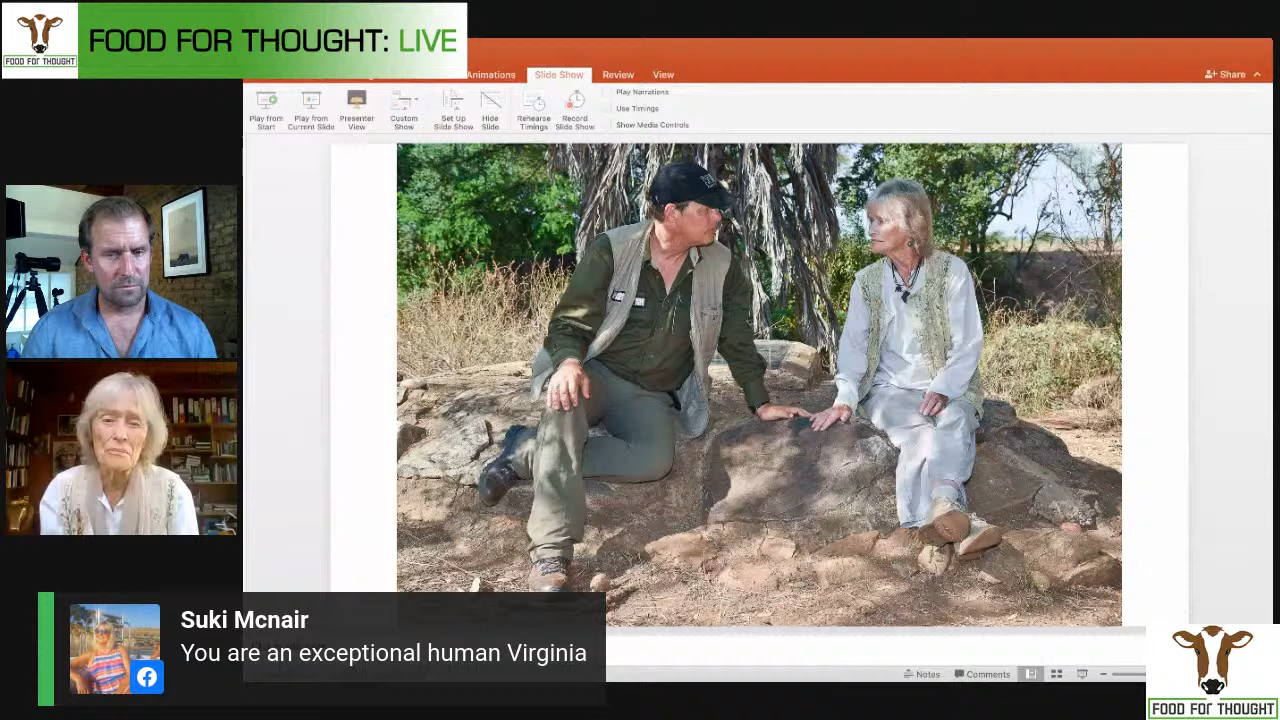 FOOD FOR THOUGHT
FOOD FOR THOUGHT: LIVE
Animations
Slide Show
Review
View
Share
Play from
Start
Play from
Current Slide
Presenter
View
Custom
Show
Set Up
Slide Show
Hide
Slide
Rehearse
Timings
Record
Slide Show
Play Narrations
Use Timings
Show Media Controls
Suki Mcnair
You are an exceptional human Virginia
Notes
Comments
FOOD FOR THOUGHT